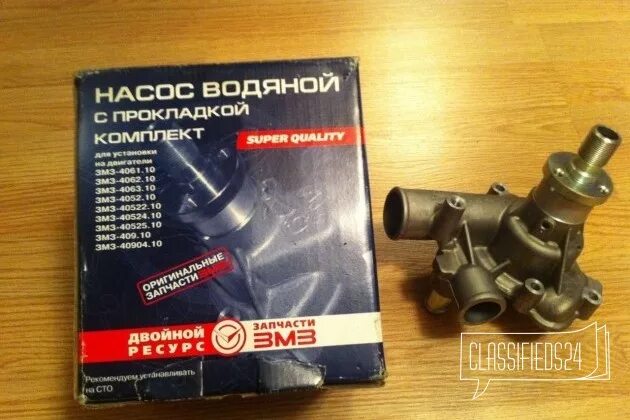 НАСОС ВОДЯНОЙ
С ПРОКЛАДКОЙ
КОМПЛЕКТ
SUPER QUALITY
для установки
на двигатели
ЗМЗ-4061.10
ЗМЗ-4062.10
ЗМЗ-4063.10
ЗМЗ-4052.10
ЗМЗ-40522.10
ЗМЗ-40524.10
ЗМЗ-40525.10
ЗМЗ-409.10
ЗМЗ-40904.10
ОРИГИНАЛЬНЫЕ
ЗАПЧАСТИ
ДВОЙНОЙ
РЕСУРС
ЗАПЧАСТИ
ЗМЗ
Рекомендуем устанавливать
на СТО
CLASSIFIEDS24